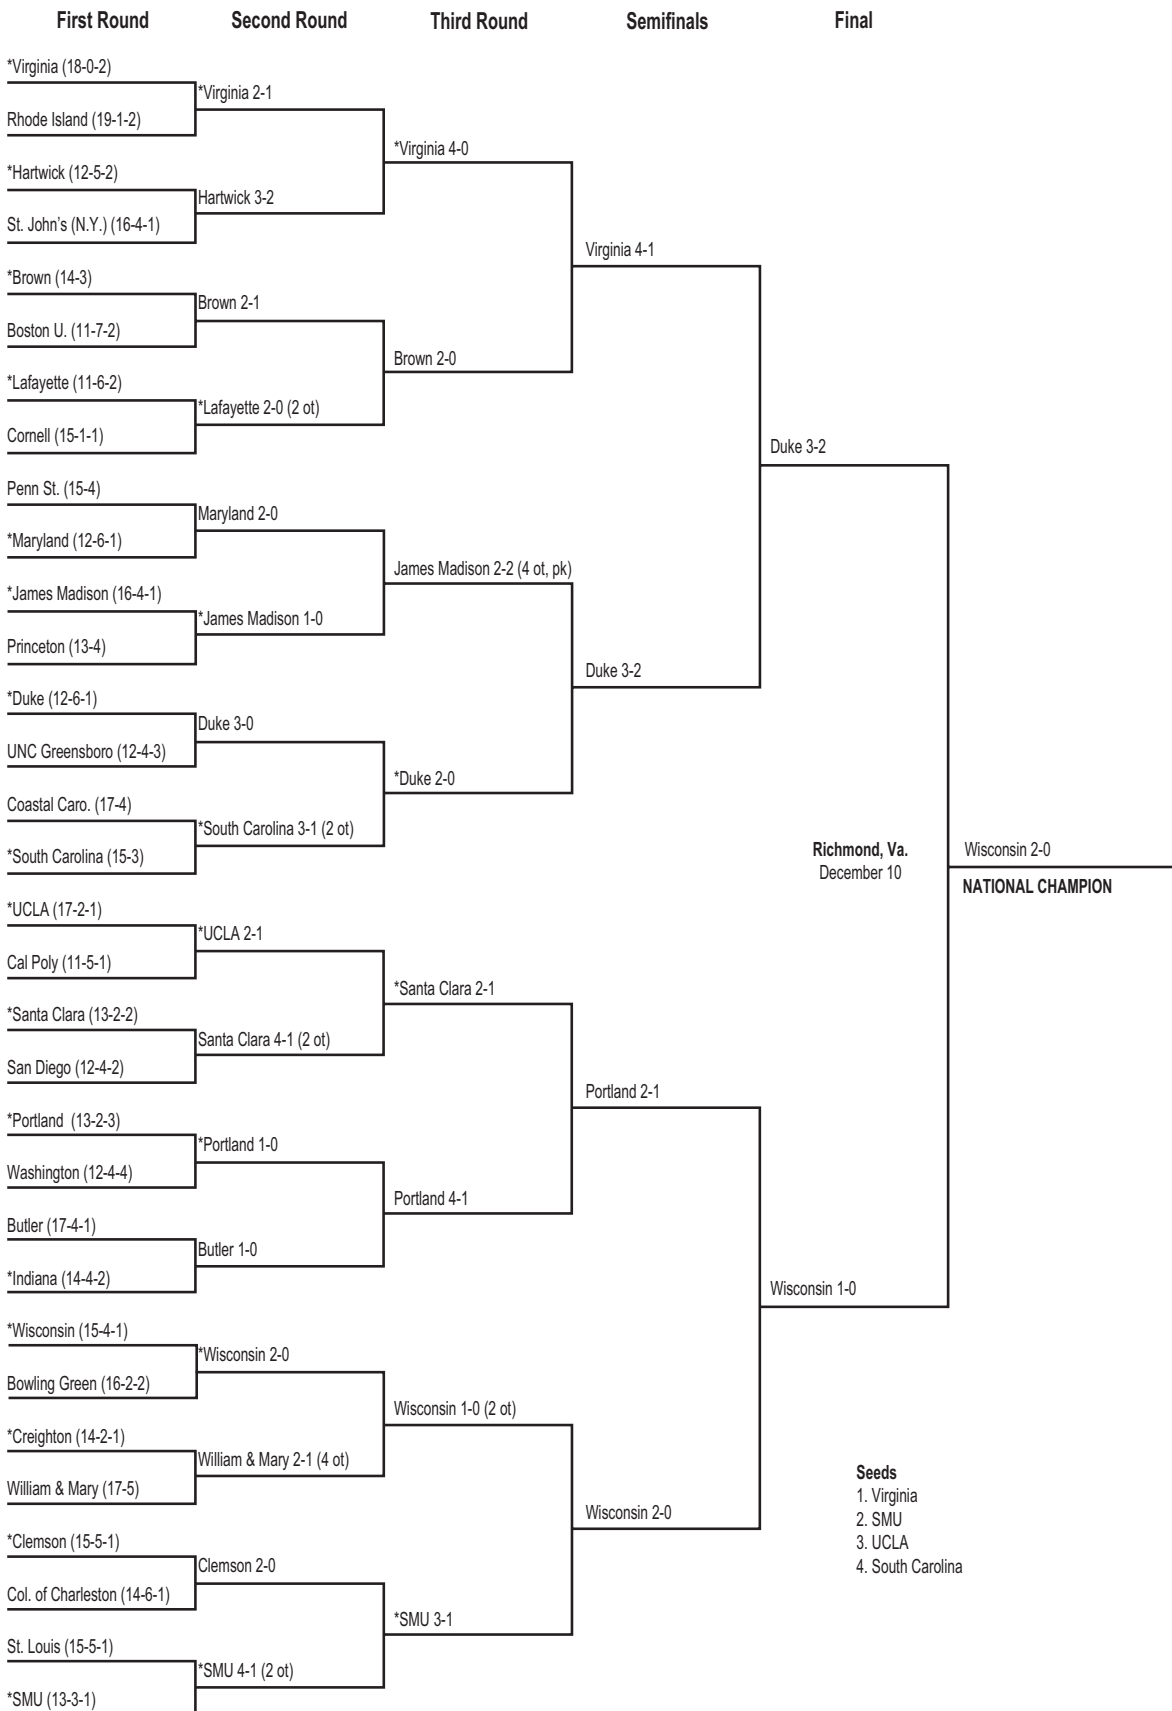 First Round Second Round Third Round Semifinals Final
*Virginia (18-0-2)
Rhode Island (19-1-2)
*Hartwick (12-5-2)
St. John's (N.Y.) (16-4-1)
*Brown (14-3)
Boston U. (11-7-2)
*Lafayette (11-6-2)
Cornell (15-1-1)
Penn St. (15-4)
*Maryland (12-6-1)
*James Madison (16-4-1)
Princeton (13-4)
*Duke (12-6-1)
UNC Greensboro (12-4-3)
Coastal Caro. (17-4)
*South Carolina (15-3)
*UCLA (17-2-1)
Cal Poly (11-5-1)
*Santa Clara (13-2-2)
San Diego (12-4-2)
*Portland (13-2-3)
Washington (12-4-4)
Butler (17-4-1)
*Indiana (14-4-2)
*Wisconsin (15-4-1)
Bowling Green (16-2-2)
*Creighton (14-2-1)
William & Mary (17-5)
*Clemson (15-5-1)
Col. of Charleston (14-6-1)
St. Louis (15-5-1)
*SMU (13-3-1)
*Virginia 2-1
Hartwick 3-2
Brown 2-1
*Lafayette 2-0 (2 ot)
Maryland 2-0
*James Madison 1-0
Duke 3-0
*South Carolina 3-1 (2 ot)
*UCLA 2-1
Santa Clara 4-1 (2 ot)
*Portland 1-0
Butler 1-0
*Wisconsin 2-0
William & Mary 2-1 (4 ot)
Clemson 2-0
*SMU 4-1 (2 ot)
*Virginia 4-0
Brown 2-0
James Madison 2-2 (4 ot, pk)
*Duke 2-0
*Santa Clara 2-1
Portland 4-1
Wisconsin 1-0 (2 ot)
*SMU 3-1
Virginia 4-1
Duke 3-2
Portland 2-1
Wisconsin 2-0
Duke 3-2
Wisconsin 1-0
Richmond, Va.
December 10
Wisconsin 2-0
NATIONAL CHAMPION
Seeds
1. Virginia
2. SMU
3. UCLA
4. South Carolina